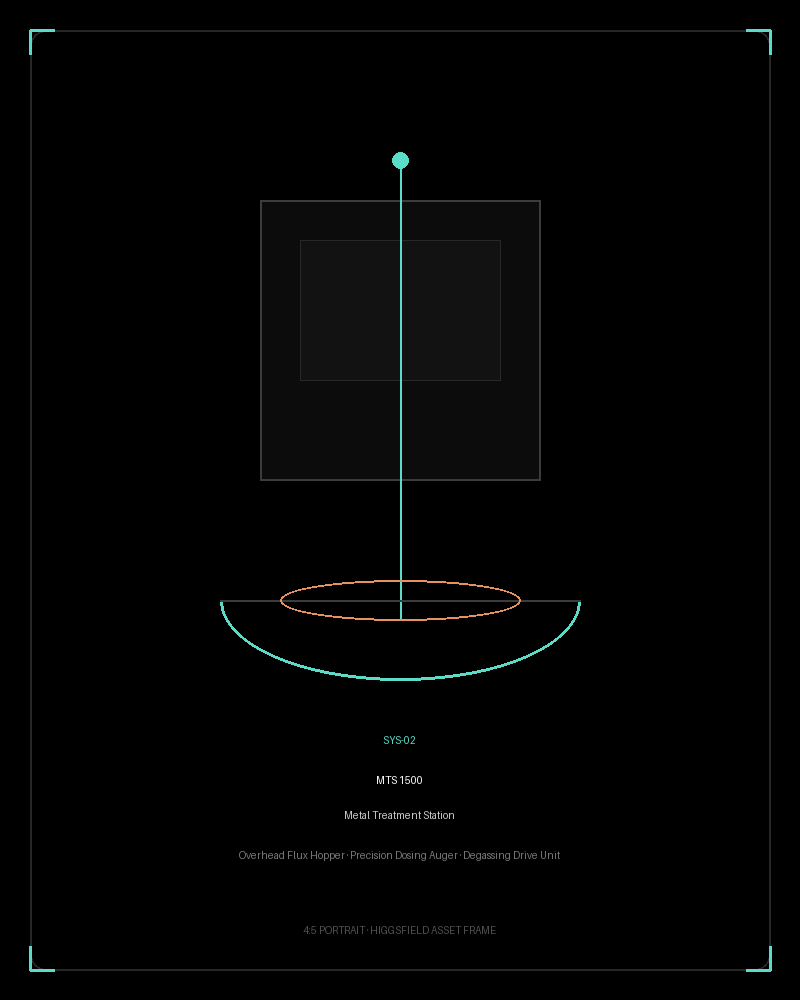 SYS-02
MTS 1500
Metal Treatment Station
Overhead Flux Hopper · Precision Dosing Auger · Degassing Drive Unit
4:5 PORTRAIT · HIGGSFIELD ASSET FRAME